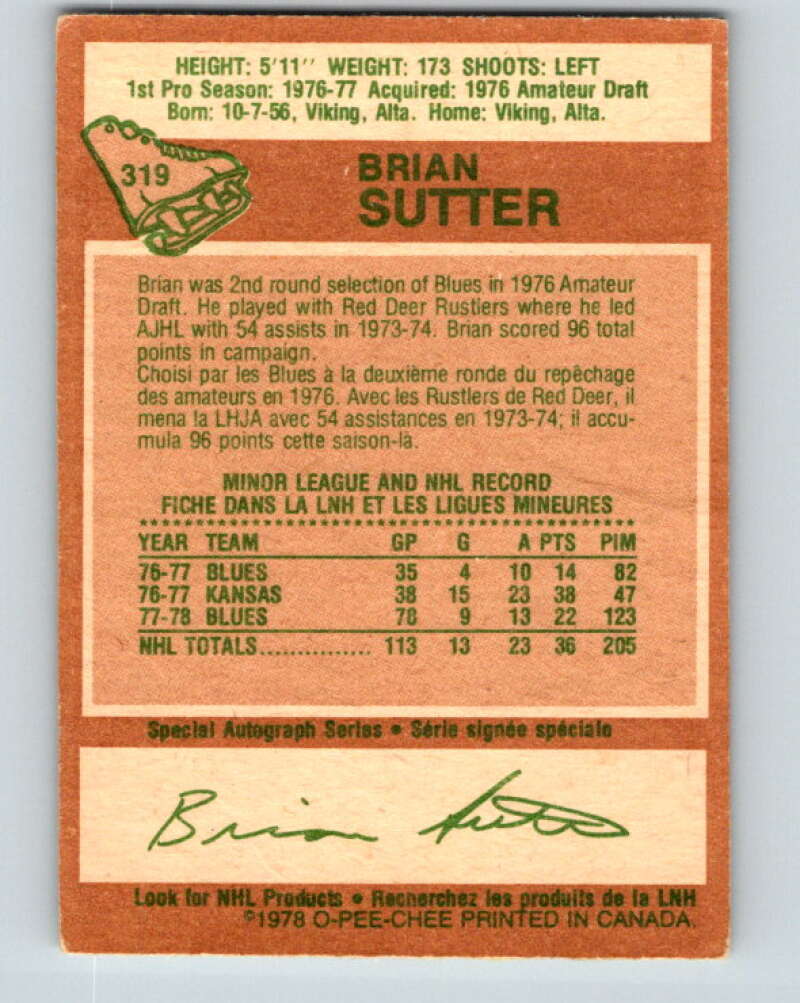 HEIGHT: 5'11" WEIGHT: 173 SHOOTS: LEFT
1st Pro Season: 1976-77 Acquired: 1976 Amateur Draft
Born: 10-7-56, Viking, Alta. Home: Viking, Alta.
319
BRIAN
SUTTER
Brian was 2nd round selection of Blues in 1976 Amateur
Draft. He played with Red Deer Rustlers where he led
AJHL with 54 assists in 1973-74. Brian scored 96 total
points in campaign.
Choisi par les Blues à la deuxième ronde du repêchage
des amateurs en 1976. Avec les Rustlers de Red Deer, il
mena la LHJA avec 54 assistances en 1973-74; il accu-
mula 96 points cette saison-là.
MINOR LEAGUE AND NHL RECORD
FICHE DANS LA LNH ET LES LIGUES MINEURES
YEAR TEAM GP G A PTS PIM
76-77 BLUES 35 4 10 14 82
76-77 KANSAS 38 15 23 38 47
77-78 BLUES 78 9 13 22 123
NHL TOTALS............... 113 13 23 36 205
Special Autograph Series • Série signée spéciale
Brian Sutter
Look for NHL Products • Recherchez les produits de la LNH
©1978 O-PEE-CHEE PRINTED IN CANADA.